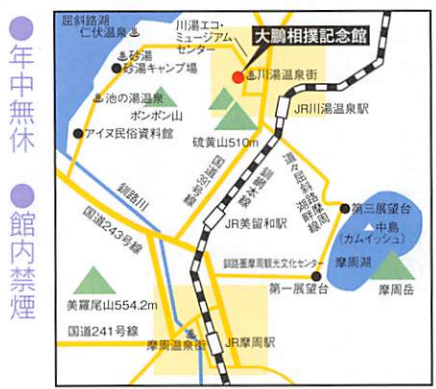 ●年中無休 ●館内禁煙
屈斜路湖
仁伏温泉
川湯エコ・
ミュージアム
センター
大鵬相撲記念館
砂湯
砂湯キャンプ場
川湯温泉街
池の湯温泉
ポンポン山
JR川湯温泉駅
アイヌ民俗資料館
硫黄山510m
国道391号線
釧網本線
道々屈斜路摩周
湖畔線
第三展望台
中島
(カムイッシュ)
釧路川
国道243号線
JR美留和駅
釧路圏摩周観光文化センター
摩周湖
第一展望台
摩周岳
美羅尾山554.2m
国道241号線
摩周温泉街
JR摩周駅